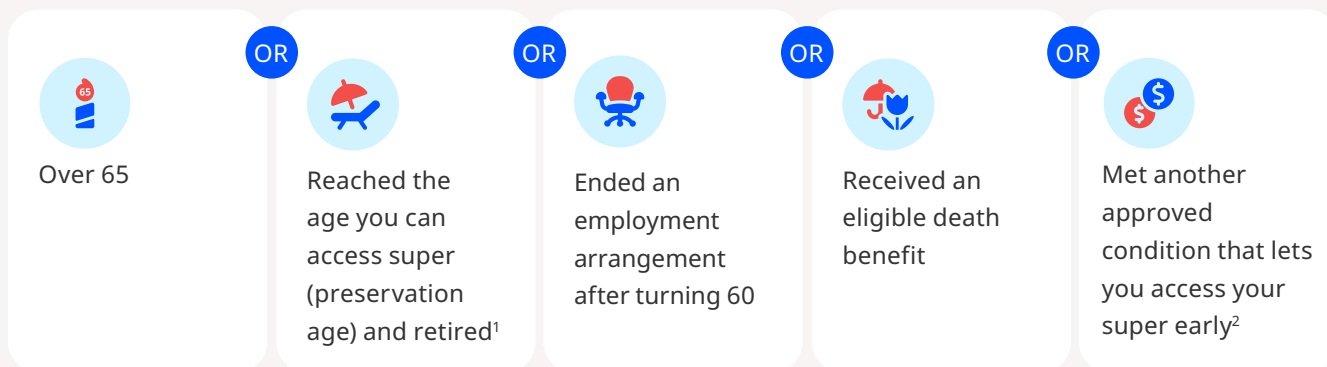 OR
OR
OR
OR
65
Over 65
Reached the
age you can
access super
(preservation
age) and retired¹
Ended an
employment
arrangement
after turning 60
Received an
eligible death
benefit
$
$
Met another
approved
condition that lets
you access your
super early²